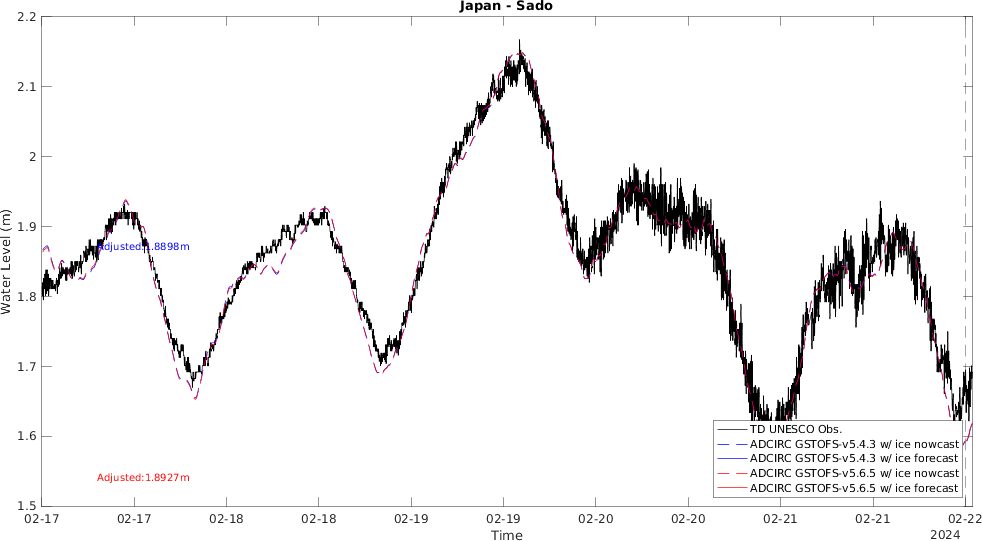 Japan - Sado
2.2
2.1
2
1.9
1.8
1.7
1.6
1.5
Water Level (m)
Adjusted:1.8898m
Adjusted:1.8927m
TD UNESCO Obs.
ADCIRC GSTOFS-v5.4.3 w/ ice nowcast
ADCIRC GSTOFS-v5.4.3 w/ ice forecast
ADCIRC GSTOFS-v5.6.5 w/ ice nowcast
ADCIRC GSTOFS-v5.6.5 w/ ice forecast
02-17 02-17 02-18 02-18 02-19 02-19 02-20 02-20 02-21 02-21 02-22
Time
2024